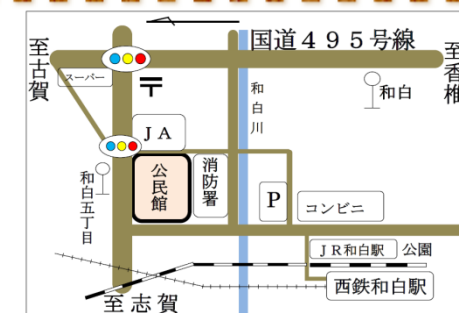 国道４９５号線
至古賀
至香椎
スーパー
〒
和白川
和白
ＪＡ
公民館
消防署
和白五丁目
P
コンビニ
ＪＲ和白駅
公園
西鉄和白駅
至志賀